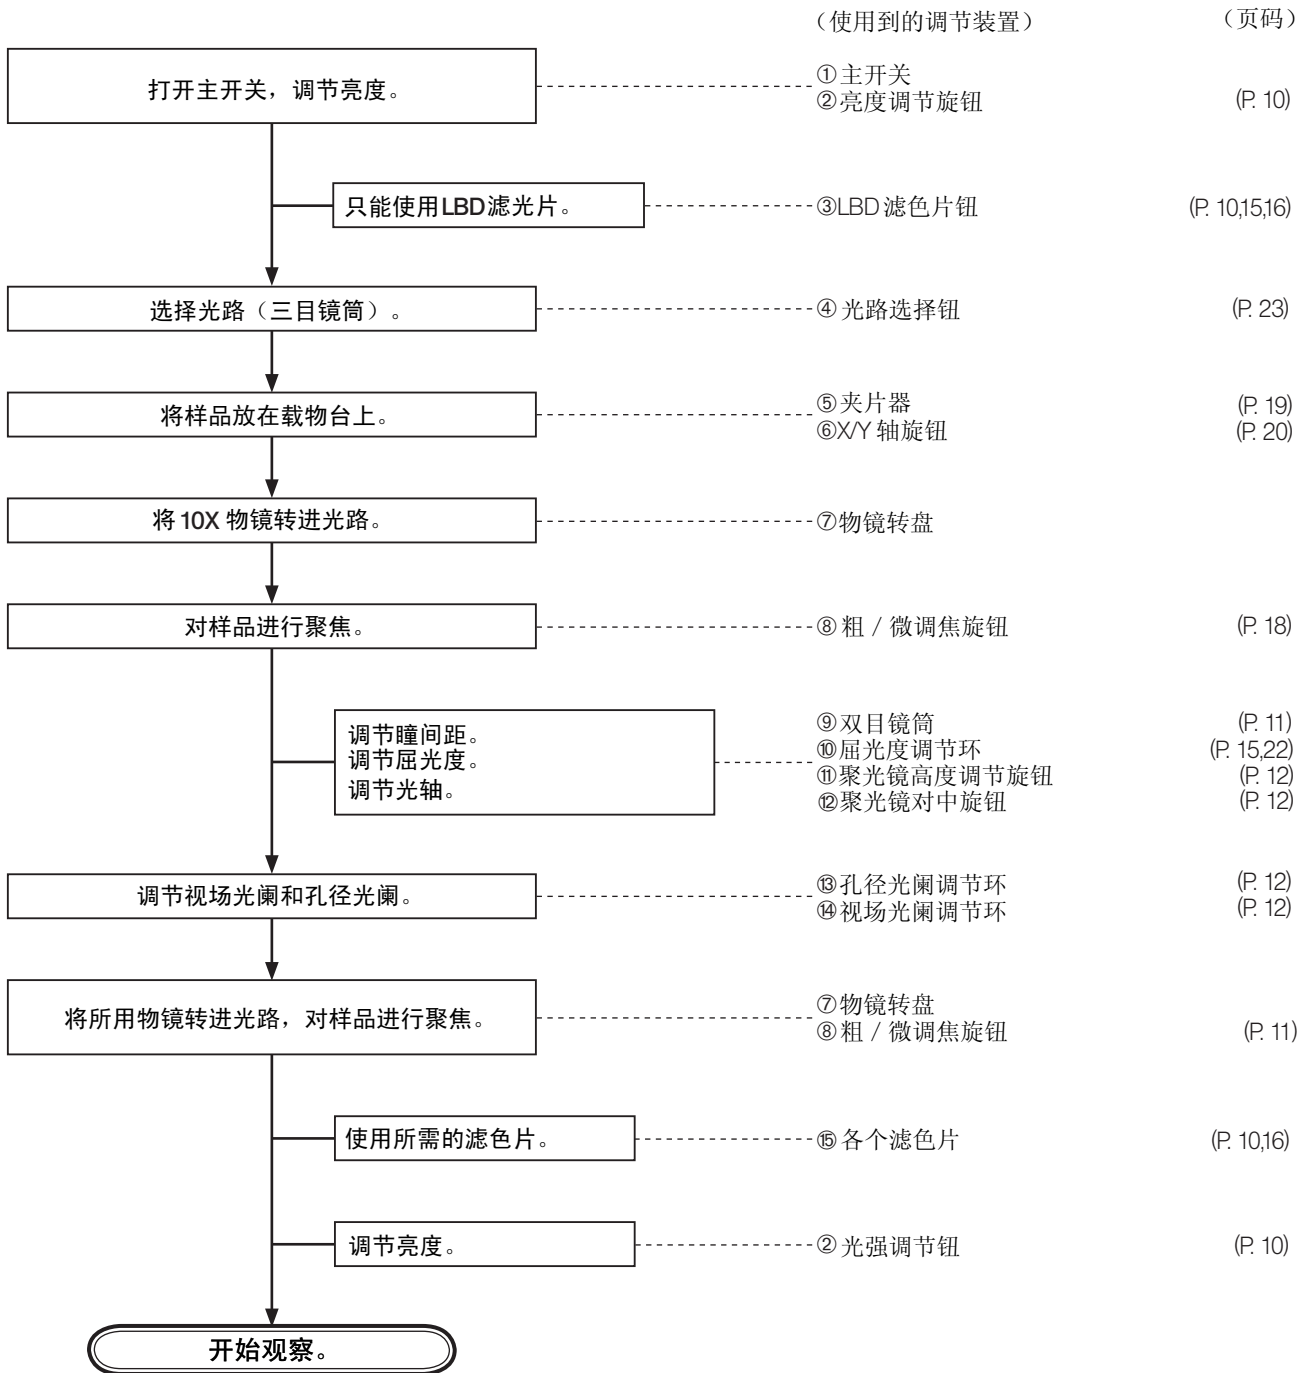 （使用到的调节装置） （页码）
打开主开关，调节亮度。
①主开关
②亮度调节旋钮 (P. 10)
只能使用LBD滤光片。 ③LBD滤色片钮 (P. 10,15,16)
选择光路（三目镜筒）。 ④光路选择钮 (P. 23)
将样品放在载物台上。
⑤夹片器 (P. 19)
⑥X/Y轴旋钮 (P. 20)
将10X物镜转进光路。 ⑦物镜转盘
对样品进行聚焦。 ⑧粗/微调焦旋钮 (P. 18)
调节瞳间距。
调节屈光度。
调节光轴。
⑨双目镜筒 (P. 11)
⑩屈光度调节环 (P. 15,22)
⑪聚光镜高度调节旋钮 (P. 12)
⑫聚光镜对中旋钮 (P. 12)
调节视场光阑和孔径光阑。
⑬孔径光阑调节环 (P. 12)
⑭视场光阑调节环 (P. 12)
将所用物镜转进光路，对样品进行聚焦。
⑦物镜转盘
⑧粗/微调焦旋钮 (P. 11)
使用所需的滤色片。 ⑮各个滤色片 (P. 10,16)
调节亮度。 ②光强调节钮 (P. 10)
开始观察。